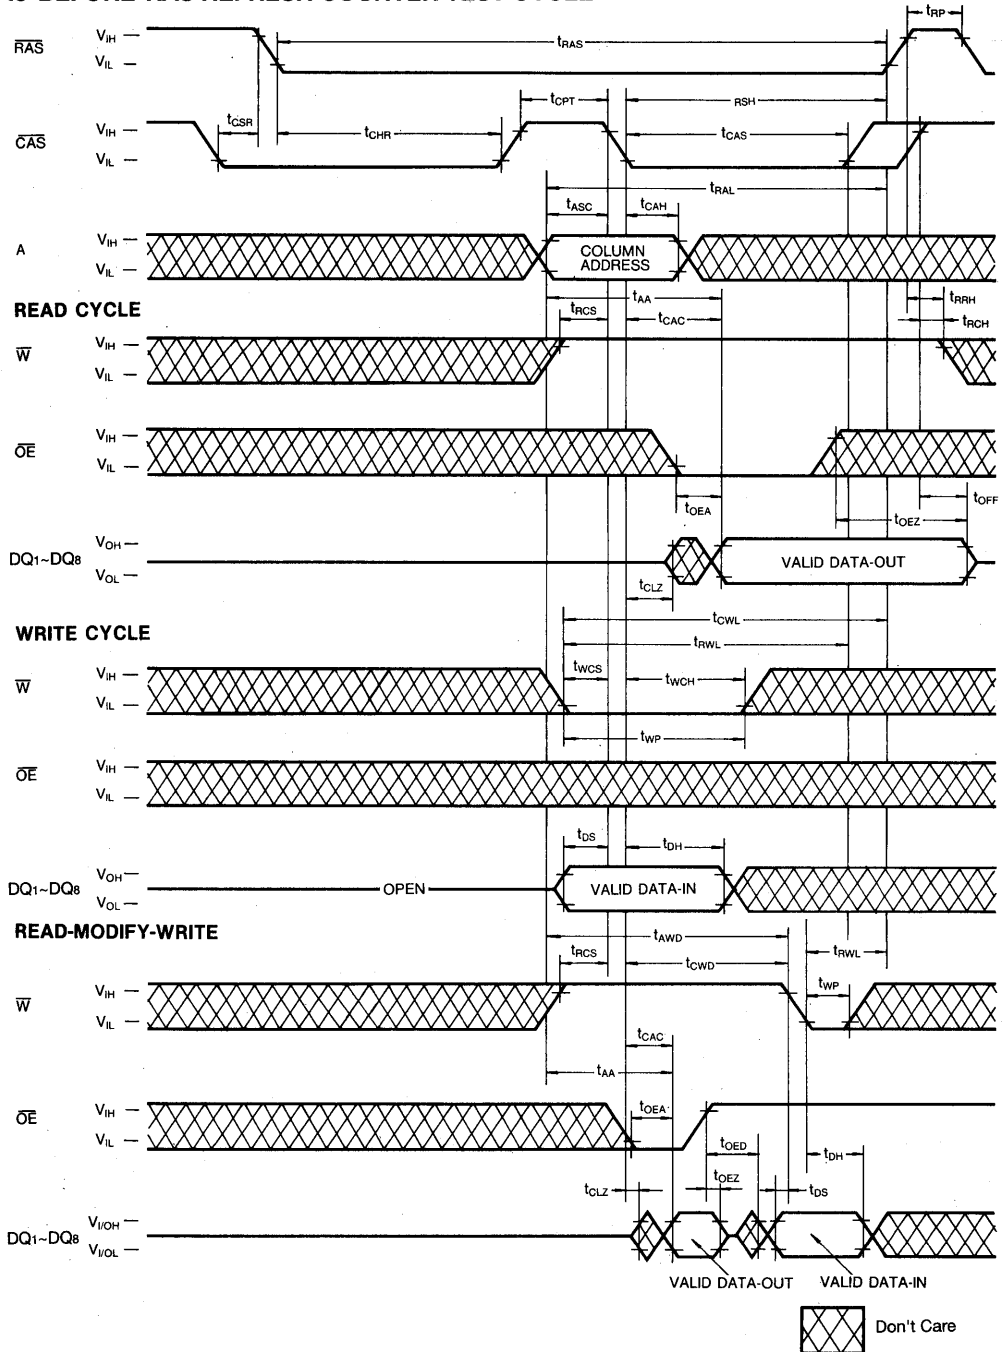 RAS VIH tRAS tRP
VIL
CAS VIH tCSR tCHR tCPT RSH
VIL tCAS
tRAL
tASC tCAH
A VIH COLUMN
VIL ADDRESS
READ CYCLE tAA tRRH
tRCS tCAC tRCH
W VIH
VIL
OE VIH
VIL
tOEA tOEZ tOFF
DQ1~DQ8 VOH VALID DATA-OUT
VOL
tCLZ
WRITE CYCLE tCWL
tRWL
W VIH tWCS tWCH
VIL
tWP
OE VIH
VIL
tDS tDH
DQ1~DQ8 VOH OPEN VALID DATA-IN
VOL
READ-MODIFY-WRITE tAWD
tRCS tCWD tRWL
W VIH tWP
VIL
tCAC
tAA
OE VIH tOEA
VIL tOED tDH
tCLZ tOEZ tDS
DQ1~DQ8 VI/OH
VI/OL
VALID DATA-OUT VALID DATA-IN
Don't Care